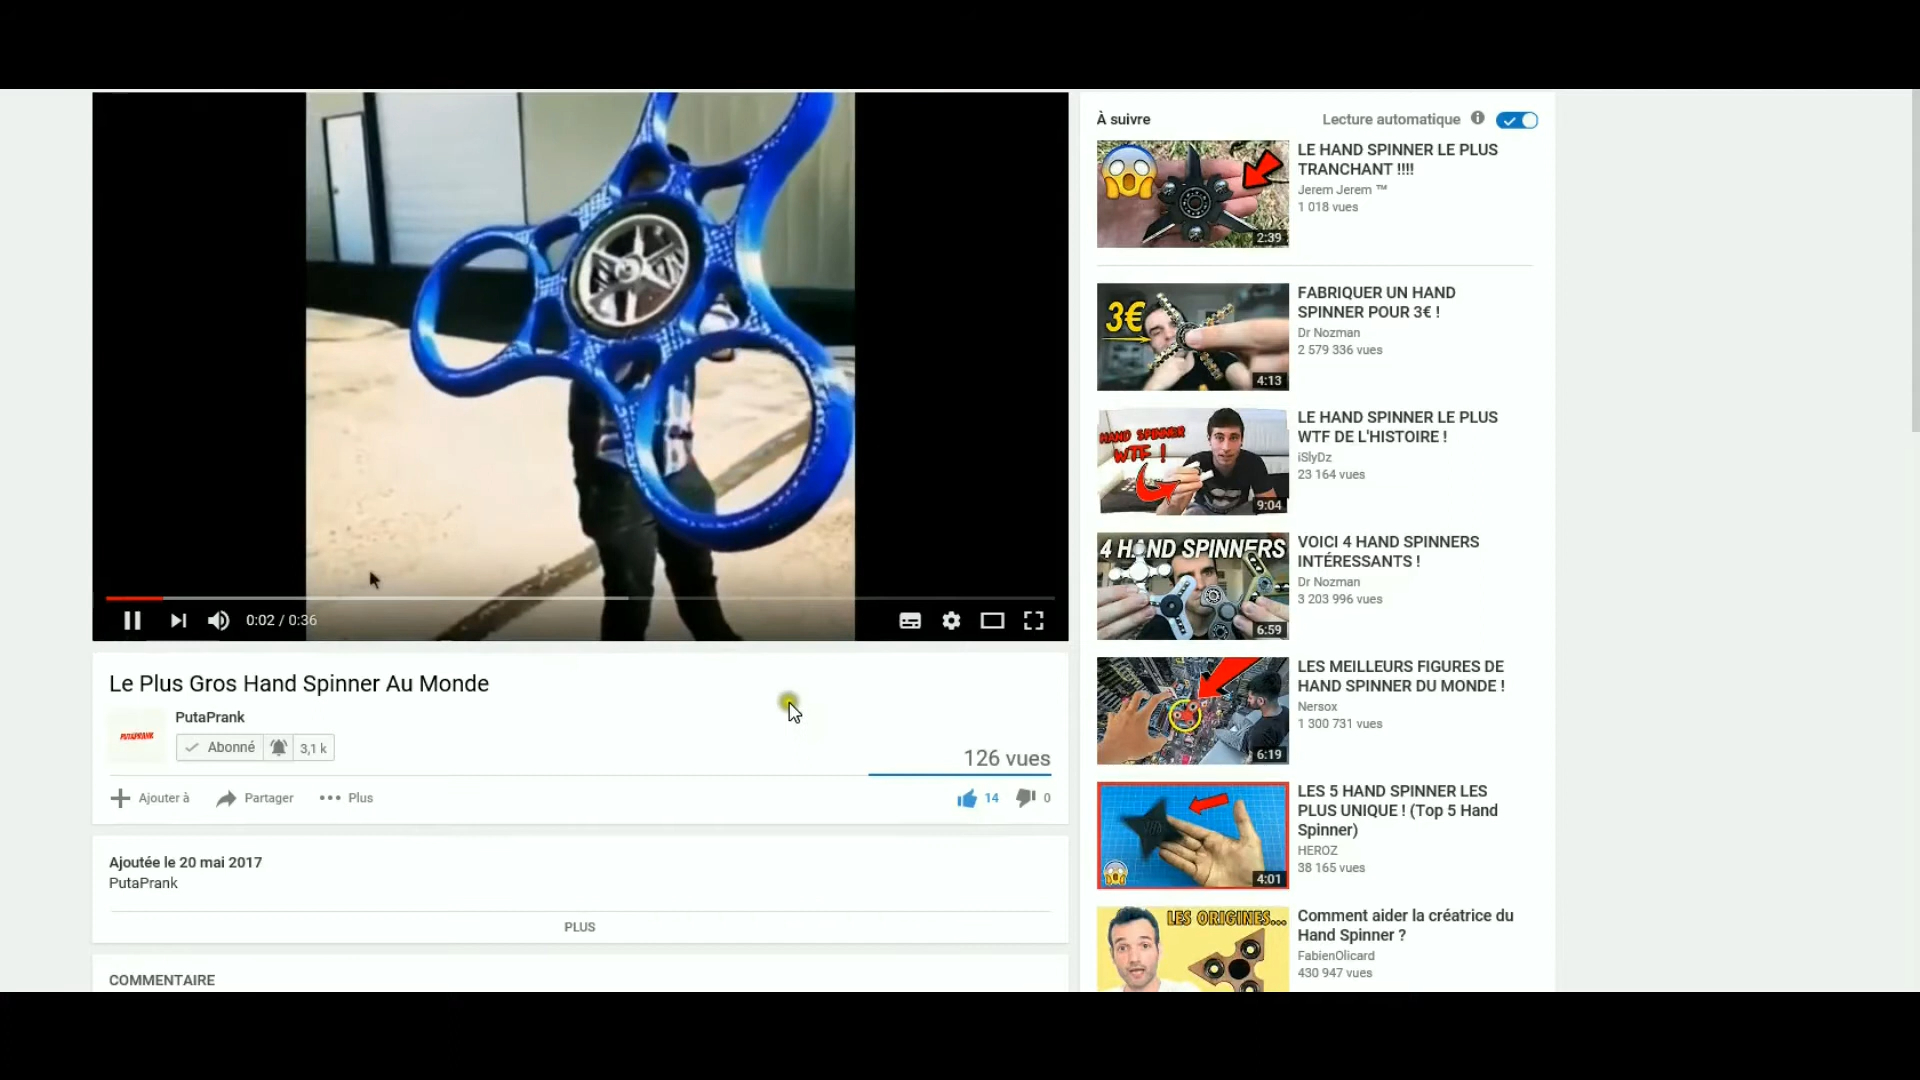 0:02 / 0:36
Le Plus Gros Hand Spinner Au Monde
PUTAPRANK
PutaPrank
Abonné
3,1 k
126 vues
Ajouter à
Partager
Plus
14
0
Ajoutée le 20 mai 2017
PutaPrank
PLUS
COMMENTAIRE
À suivre
Lecture automatique
2:39
LE HAND SPINNER LE PLUS
TRANCHANT !!!!
Jerem Jerem ™
1 018 vues
3€
4:13
FABRIQUER UN HAND
SPINNER POUR 3€ !
Dr Nozman
2 579 336 vues
HAND SPINNER
WTF !
9:04
LE HAND SPINNER LE PLUS
WTF DE L'HISTOIRE !
iSlyDz
23 164 vues
4 HAND SPINNERS
6:59
VOICI 4 HAND SPINNERS
INTÉRESSANTS !
Dr Nozman
3 203 996 vues
6:19
LES MEILLEURS FIGURES DE
HAND SPINNER DU MONDE !
Nersox
1 300 731 vues
4:01
LES 5 HAND SPINNER LES
PLUS UNIQUE ! (Top 5 Hand
Spinner)
HEROZ
38 165 vues
LES ORIGINES...
Comment aider la créatrice du
Hand Spinner ?
FabienOlicard
430 947 vues